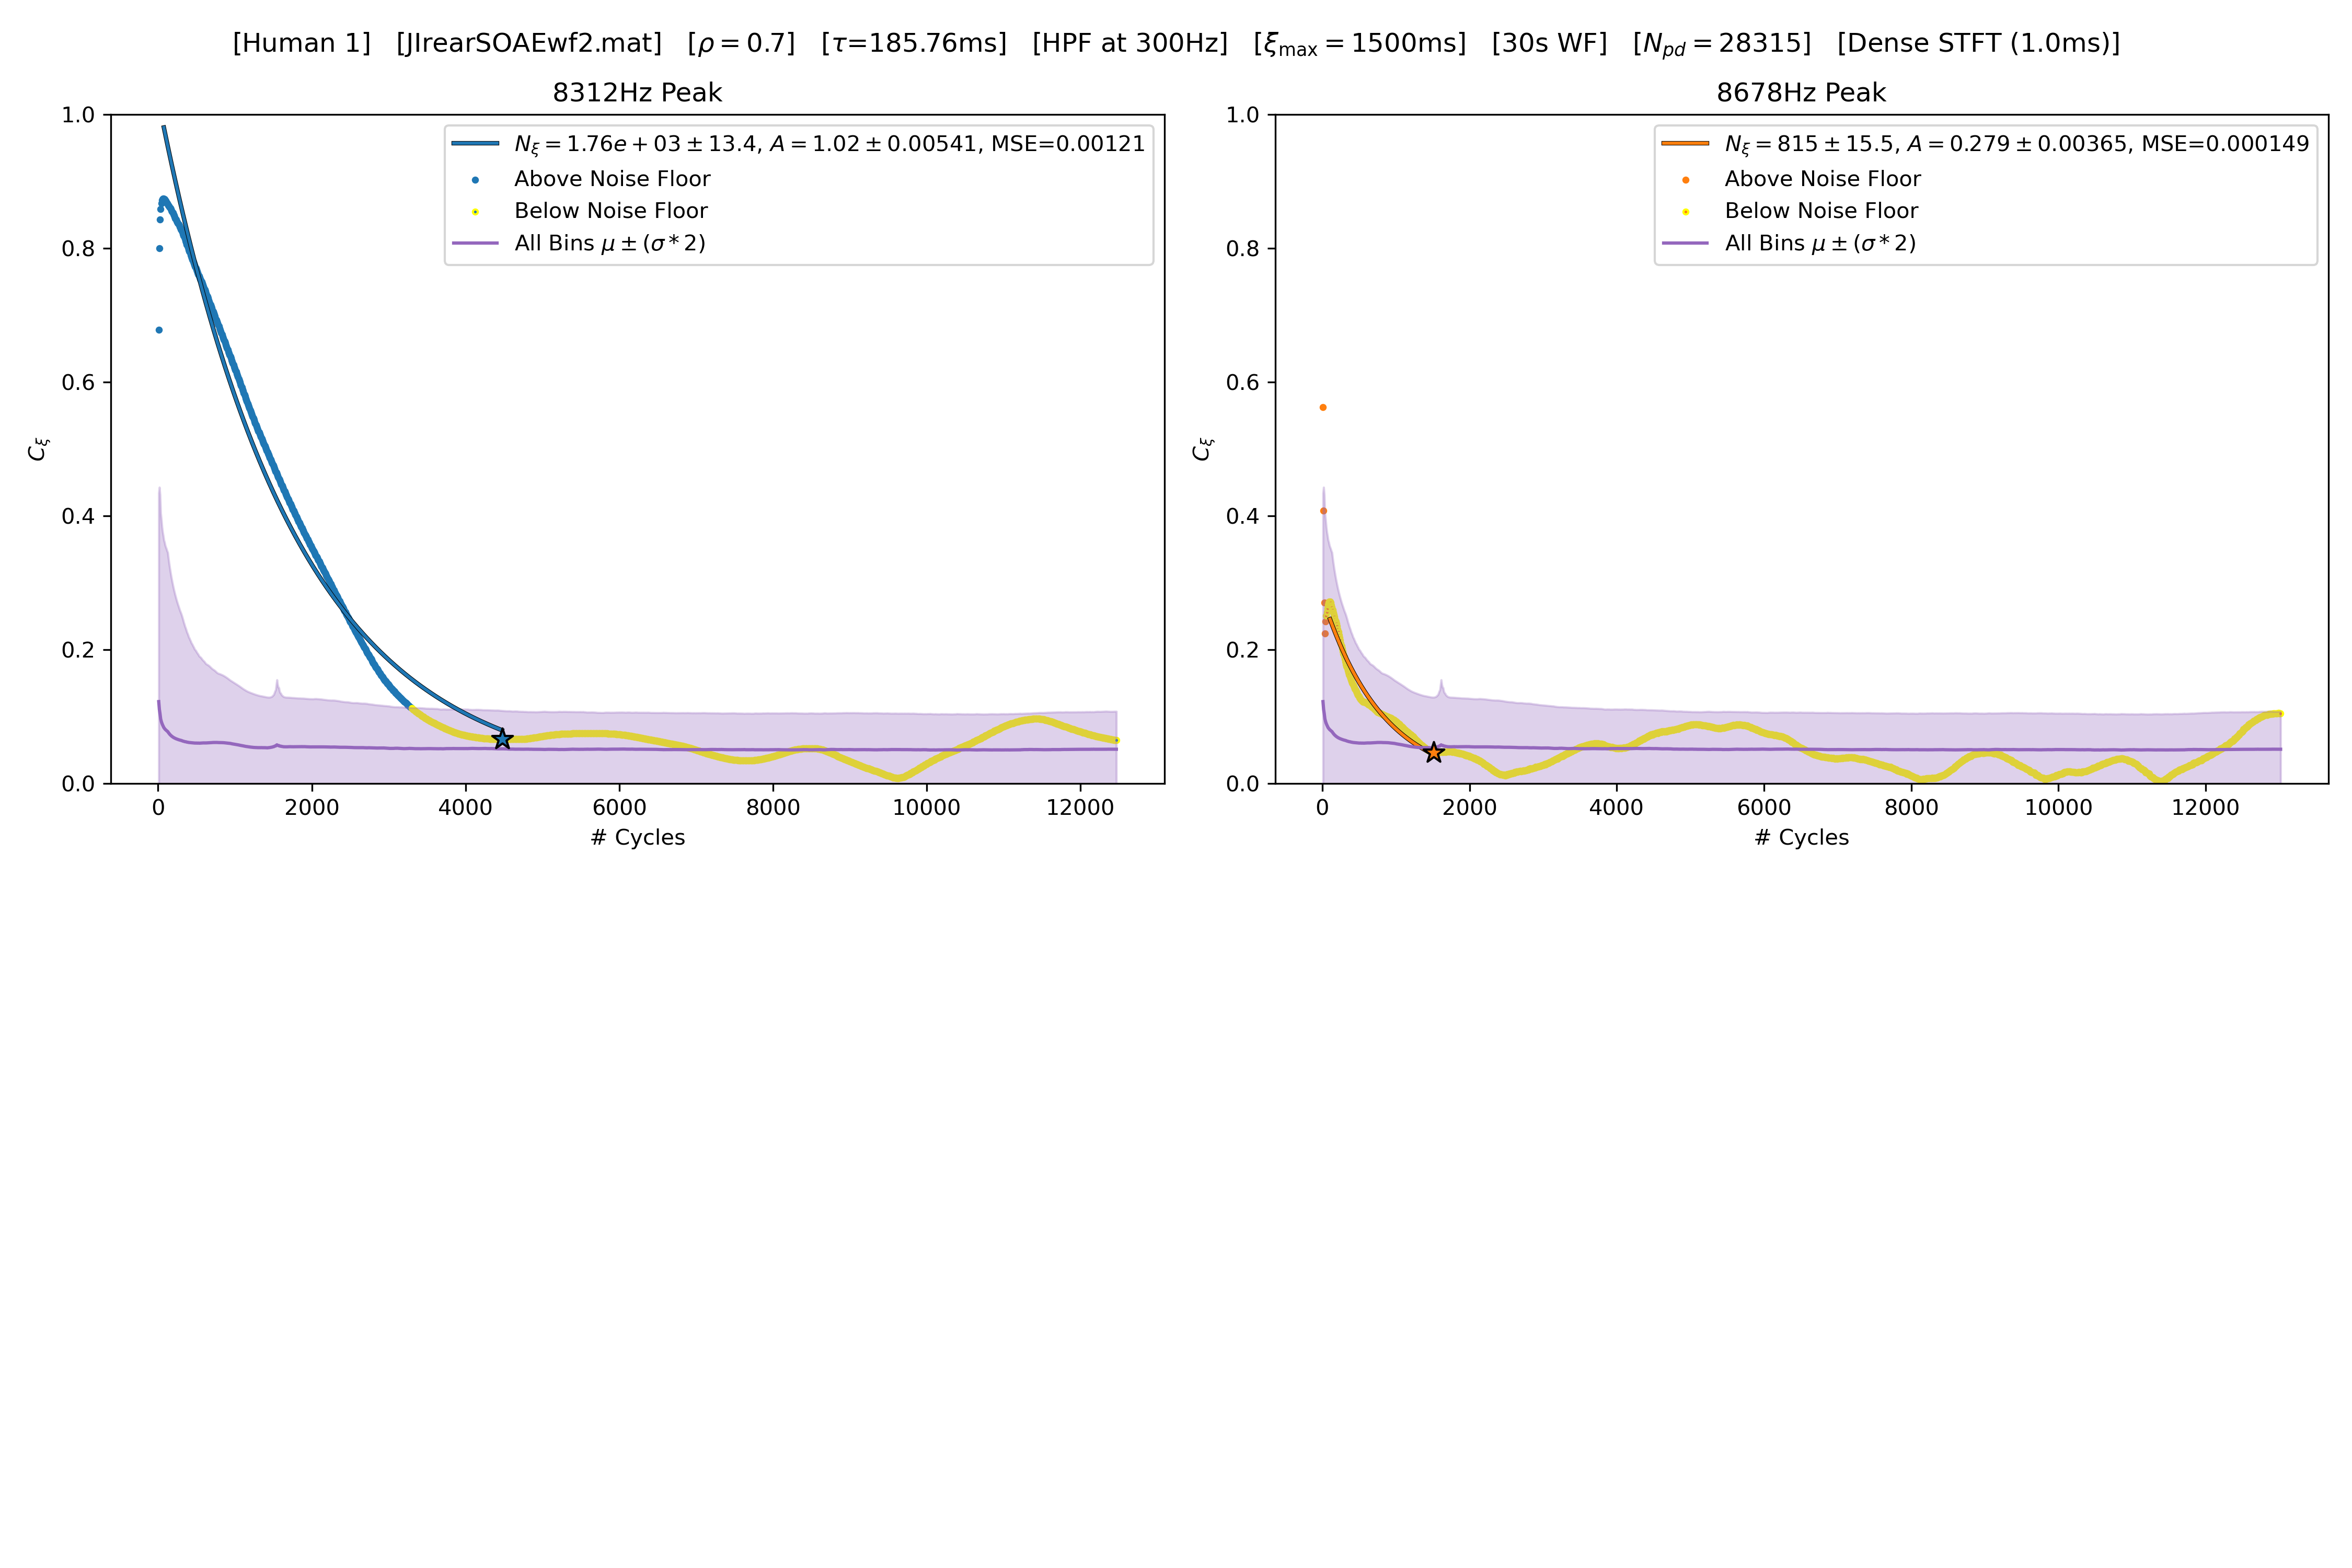 [Human 1] [JIrearSOAEwf2.mat] [ρ = 0.7] [τ=185.76ms] [HPF at 300Hz] [ξmax = 1500ms] [30s WF] [Npd = 28315] [Dense STFT (1.0ms)]
8312Hz Peak
Nξ = 1.76e + 03 ± 13.4, A = 1.02 ± 0.00541, MSE=0.00121
Above Noise Floor
Below Noise Floor
All Bins μ ± (σ * 2)
1.0
0.8
0.6
0.4
0.2
0.0
Cξ
0 2000 4000 6000 8000 10000 12000
# Cycles
8678Hz Peak
Nξ = 815 ± 15.5, A = 0.279 ± 0.00365, MSE=0.000149
Above Noise Floor
Below Noise Floor
All Bins μ ± (σ * 2)
1.0
0.8
0.6
0.4
0.2
0.0
Cξ
0 2000 4000 6000 8000 10000 12000
# Cycles